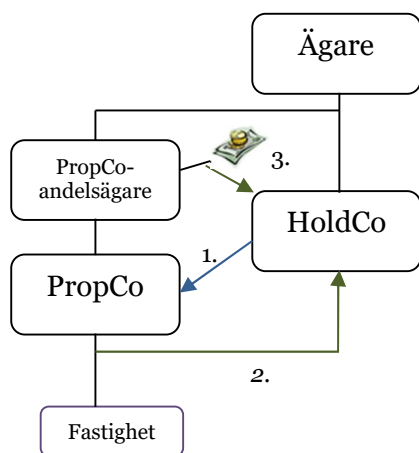 Ägare
PropCo-
andelsägare
3.
HoldCo
1.
PropCo
2.
Fastighet